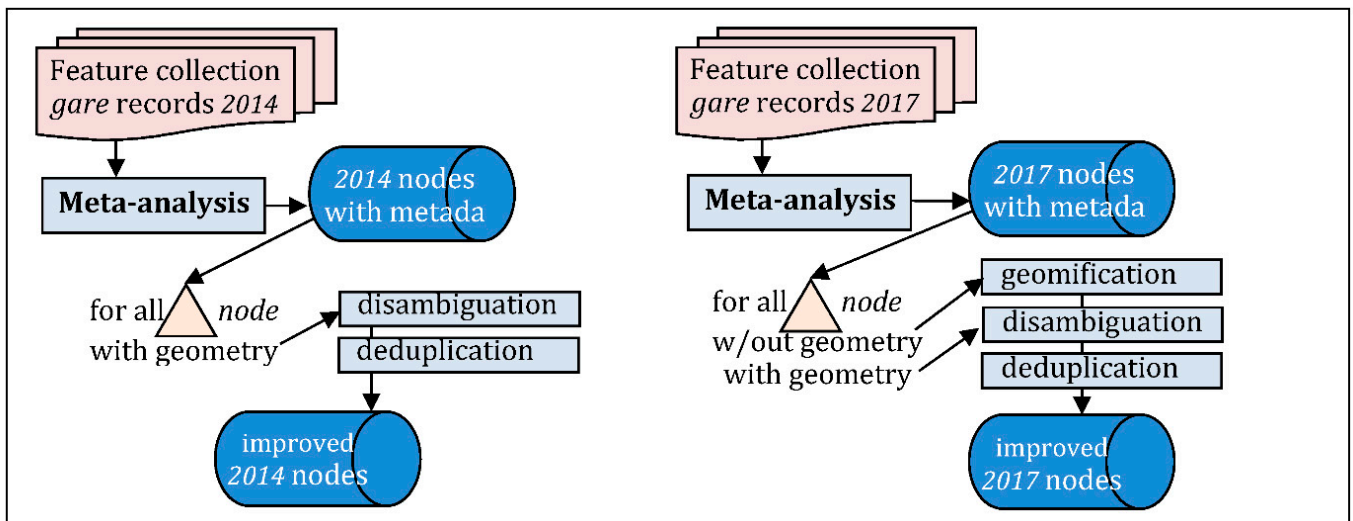 Feature collection
gare records 2014
Meta-analysis
2014 nodes
with metada
for all node
with geometry
disambiguation
deduplication
improved
2014 nodes
Feature collection
gare records 2017
Meta-analysis
2017 nodes
with metada
for all node
w/out geometry
with geometry
geomification
disambiguation
deduplication
improved
2017 nodes